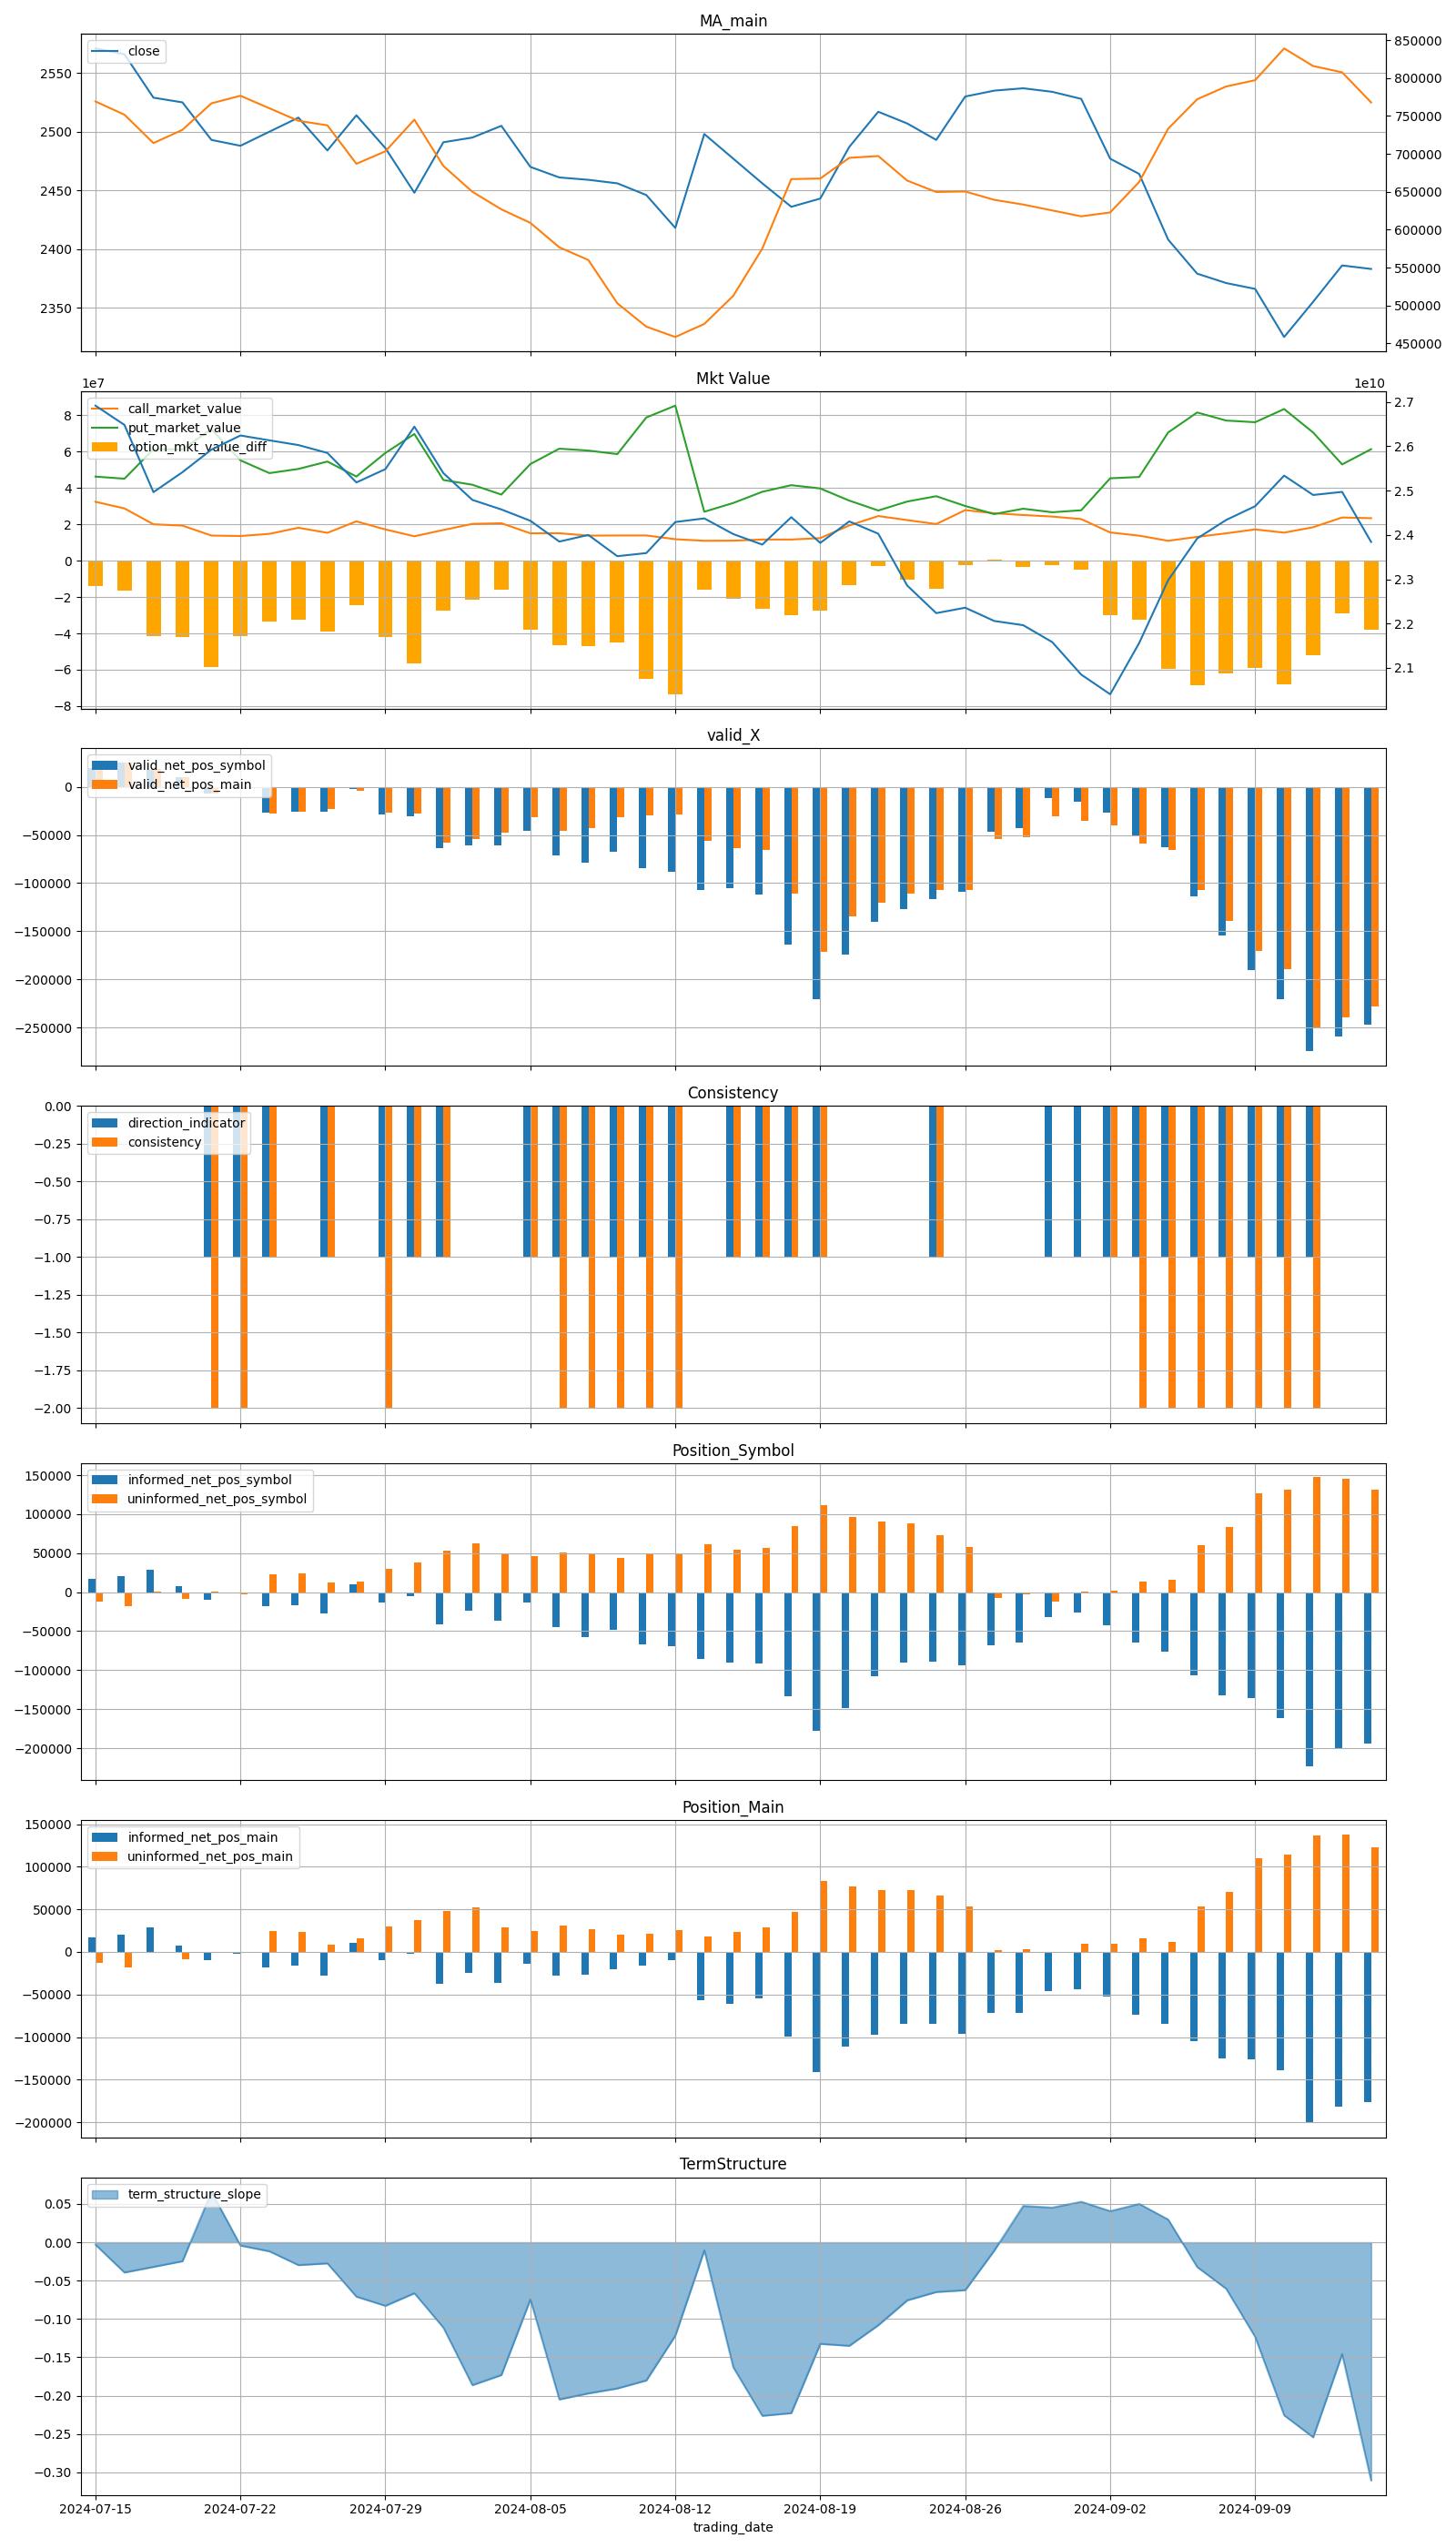 MA_main
close
2550
2500
2450
2400
2350
850000
800000
750000
700000
650000
600000
550000
500000
450000
Mkt Value
1e7
1e10
call_market_value
put_market_value
option_mkt_value_diff
8
6
4
2
0
−2
−4
−6
−8
2.7
2.6
2.5
2.4
2.3
2.2
2.1
valid_X
valid_net_pos_symbol
valid_net_pos_main
0
−50000
−100000
−150000
−200000
−250000
Consistency
direction_indicator
consistency
0.00
−0.25
−0.50
−0.75
−1.00
−1.25
−1.50
−1.75
−2.00
Position_Symbol
informed_net_pos_symbol
uninformed_net_pos_symbol
150000
100000
50000
0
−50000
−100000
−150000
−200000
Position_Main
informed_net_pos_main
uninformed_net_pos_main
150000
100000
50000
0
−50000
−100000
−150000
−200000
TermStructure
term_structure_slope
0.05
0.00
−0.05
−0.10
−0.15
−0.20
−0.25
−0.30
2024-07-15 2024-07-22 2024-07-29 2024-08-05 2024-08-12 2024-08-19 2024-08-26 2024-09-02 2024-09-09
trading_date